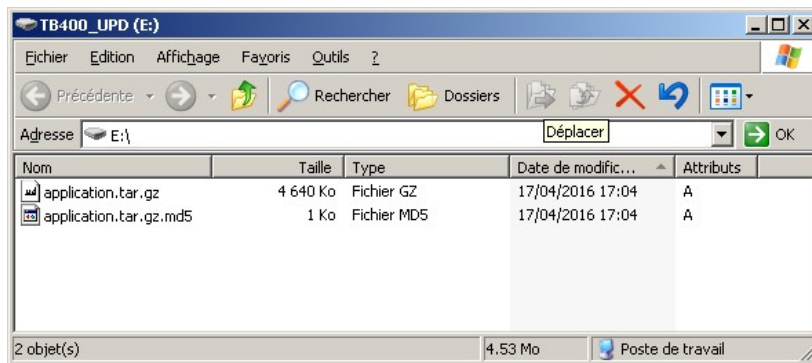 TB400_UPD (E:)
Fichier Edition Affichage Favoris Outils ?
Précédente Rechercher Dossiers
Adresse E:\ Déplacer OK
Nom Taille Type Date de modific... Attributs
application.tar.gz 4 640 Ko Fichier GZ 17/04/2016 17:04 A
application.tar.gz.md5 1 Ko Fichier MD5 17/04/2016 17:04 A
2 objet(s) 4.53 Mo Poste de travail